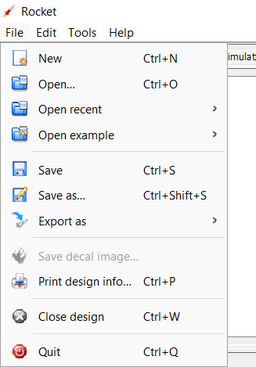 Rocket
File Edit Tools Help
New Ctrl+N
Open... Ctrl+O
Open recent
Open example
Save Ctrl+S
Save as... Ctrl+Shift+S
Export as
Save decal image...
Print design info... Ctrl+P
Close design Ctrl+W
Quit Ctrl+Q